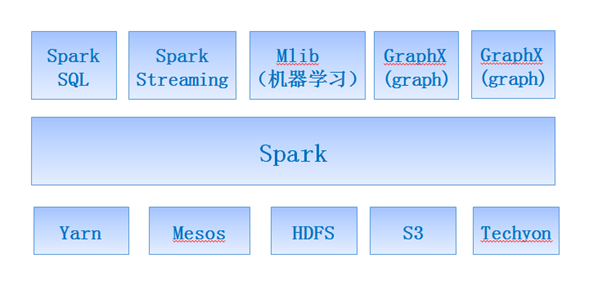 Spark
SQL
Spark
Streaming
Mlib
（机器学习）
GraphX
(graph)
GraphX
(graph)
Spark
Yarn
Mesos
HDFS
S3
Techyon